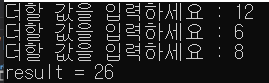 더할 값을 입력하세요 : 12
더할 값을 입력하세요 : 6
더할 값을 입력하세요 : 8
result = 26